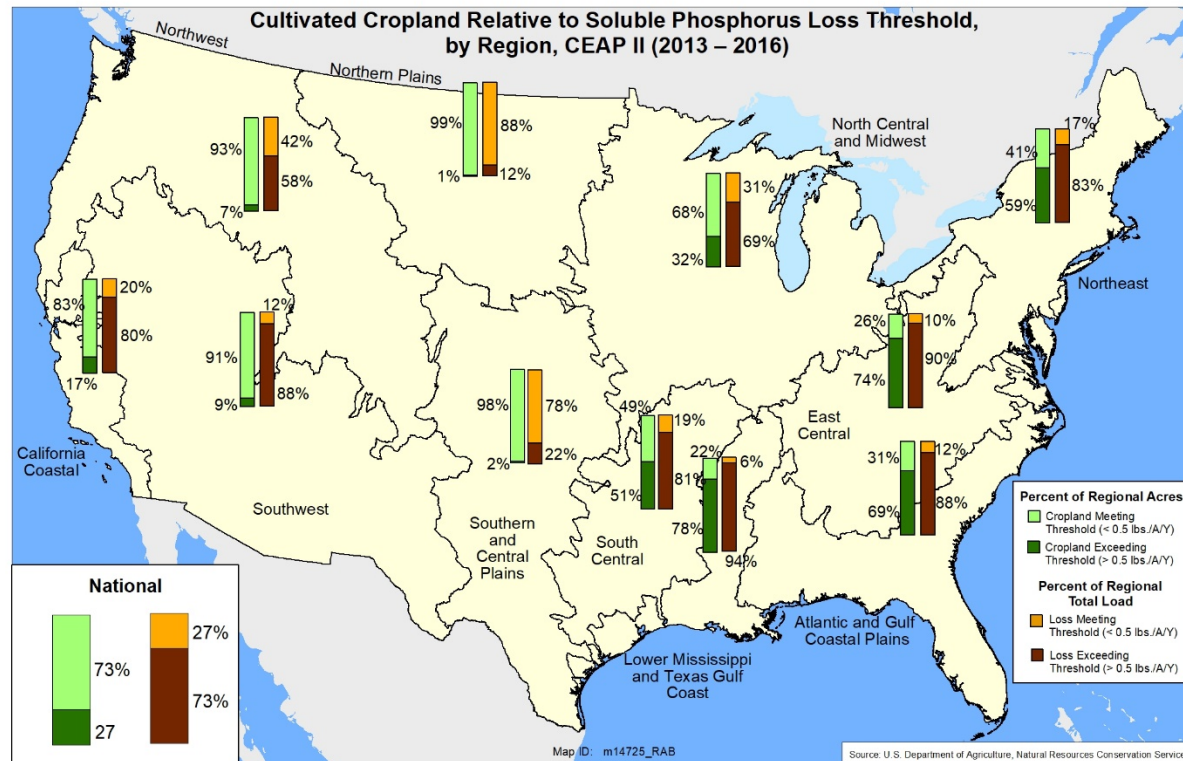 Cultivated Cropland Relative to Soluble Phosphorus Loss Threshold,
by Region, CEAP II (2013 – 2016)
Northwest
Northern Plains
North Central
and Midwest
Northeast
93%
7%
42%
58%
99%
1%
88%
12%
68%
32%
31%
69%
41%
59%
17%
83%
83%
17%
20%
80%
91%
9%
12%
88%
98%
2%
78%
22%
49%
51%
19%
81%
22%
78%
6%
94%
26%
74%
10%
90%
31%
69%
12%
88%
California
Coastal
Southwest
Southern
and
Central
Plains
South
Central
East
Central
Lower Mississippi
and Texas Gulf
Coast
Atlantic and Gulf
Coastal Plains
National
73%
27
27%
73%
Percent of Regional Acres
Cropland Meeting
Threshold (< 0.5 lbs./A/Y)
Cropland Exceeding
Threshold (> 0.5 lbs./A/Y)
Percent of Regional
Total Load
Loss Meeting
Threshold (< 0.5 lbs./A/Y)
Loss Exceeding
Threshold (> 0.5 lbs./A/Y)
Map ID: m14725_RAB
Source: U.S. Department of Agriculture, Natural Resources Conservation Service